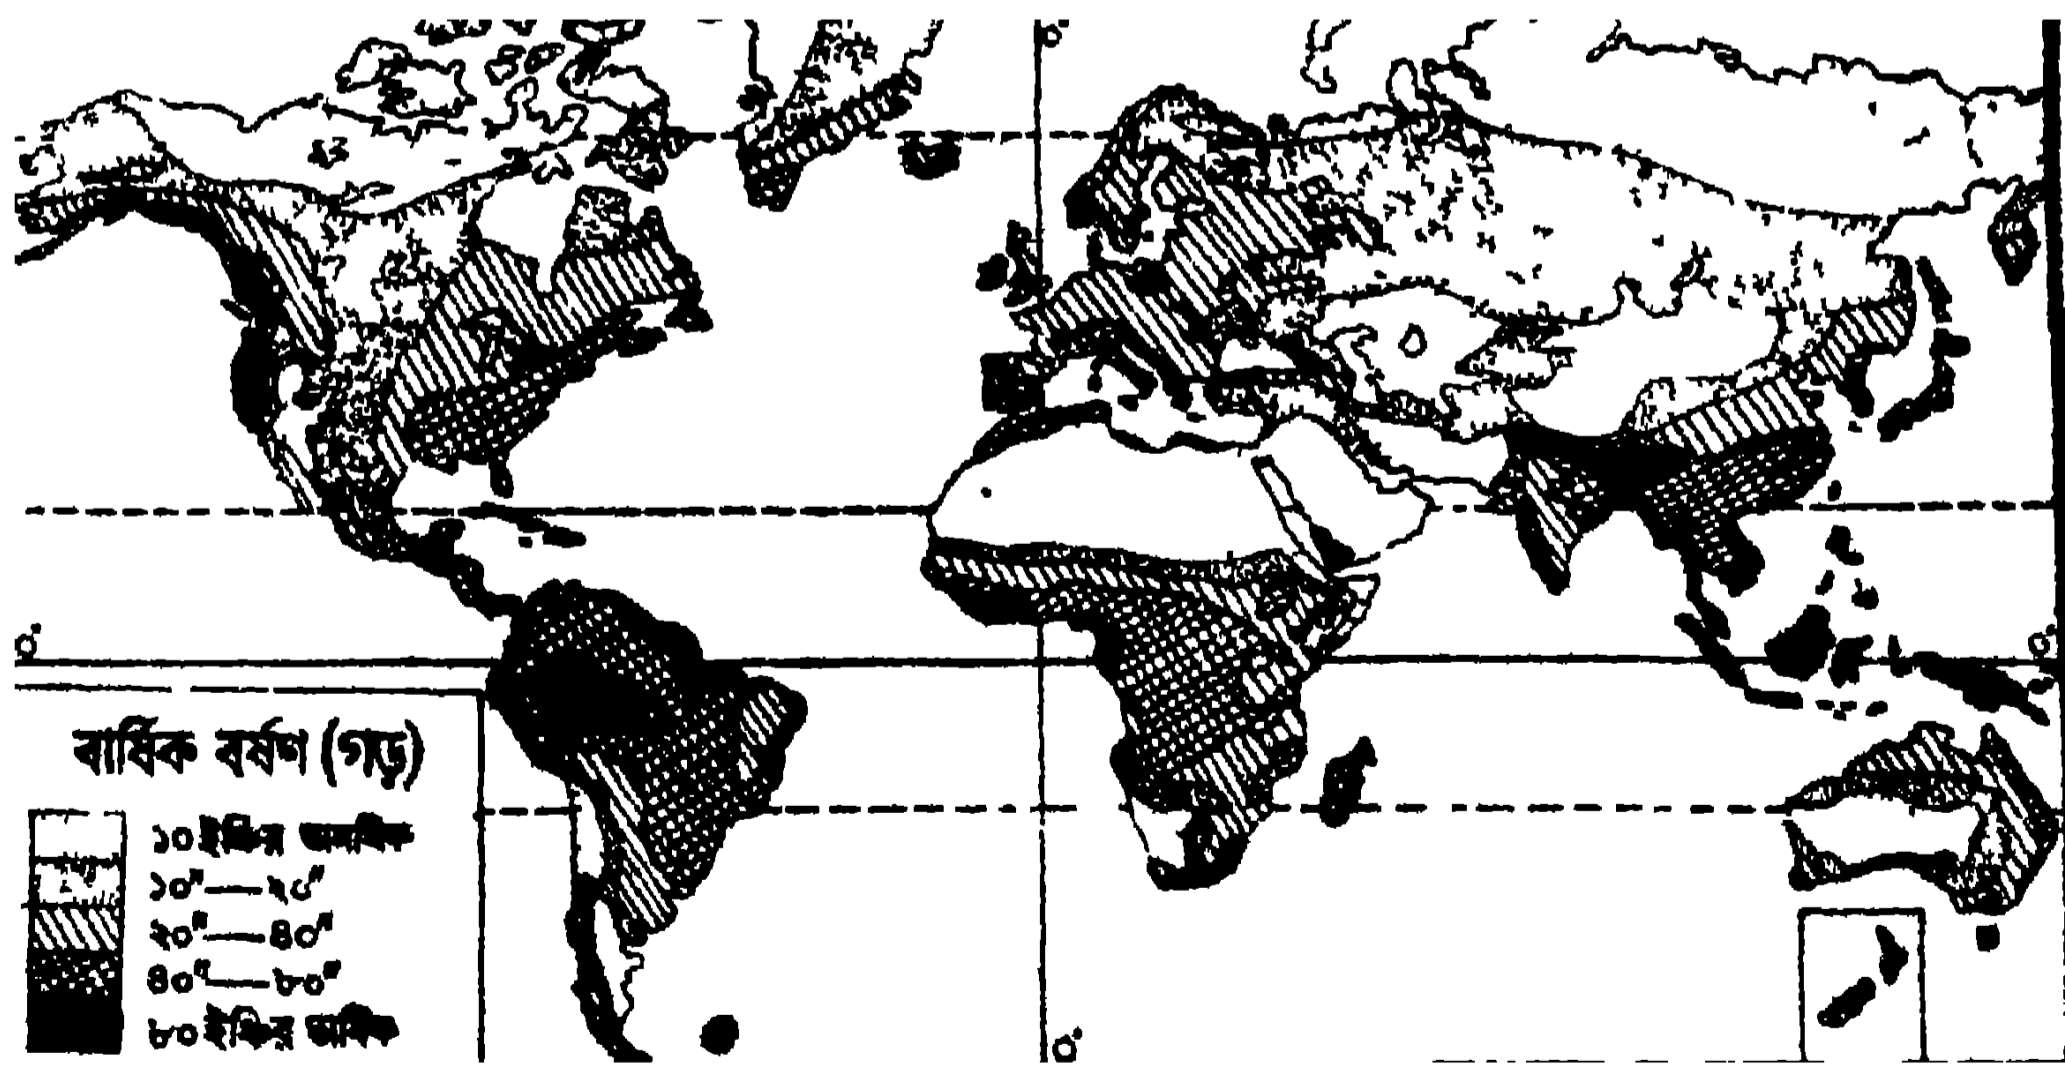 0°
0°
0°
বার্ষিক বর্ষণ (গড়)
১০ ইঞ্চির অনধিক
১০"—২০"
২০"—৪০"
৪০"—৮০"
৮০ ইঞ্চির অধিক
0°